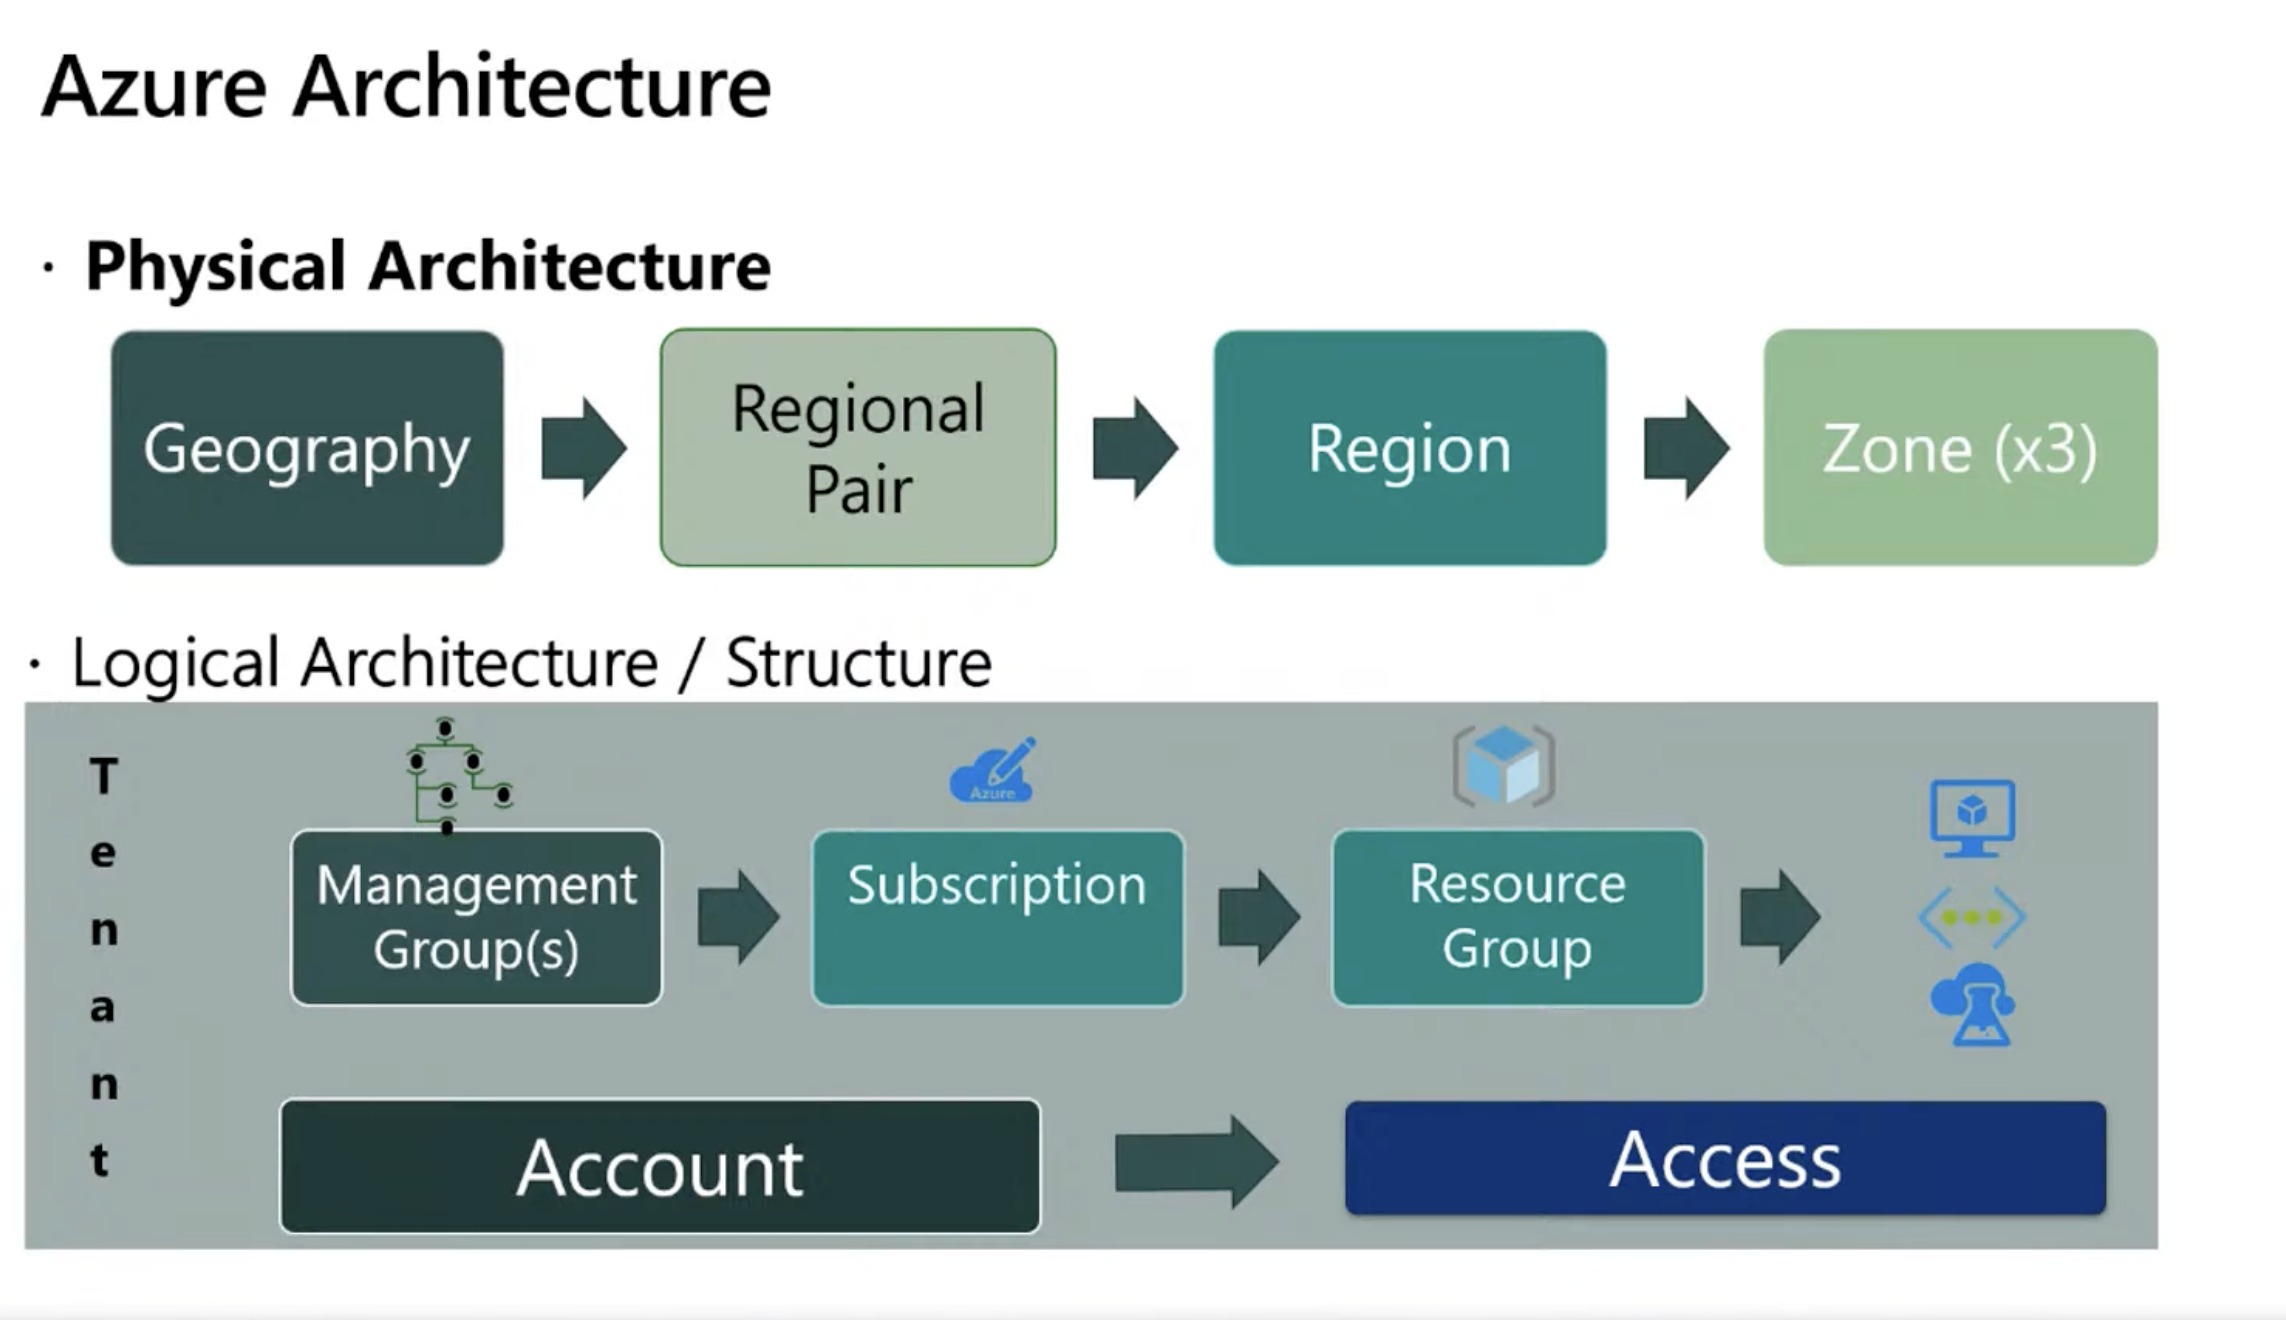 Azure Architecture
· Physical Architecture
Geography
Regional
Pair
Region
Zone (x3)
· Logical Architecture / Structure
Tenant
Management
Group(s)
Azure
Subscription
Resource
Group
Account
Access